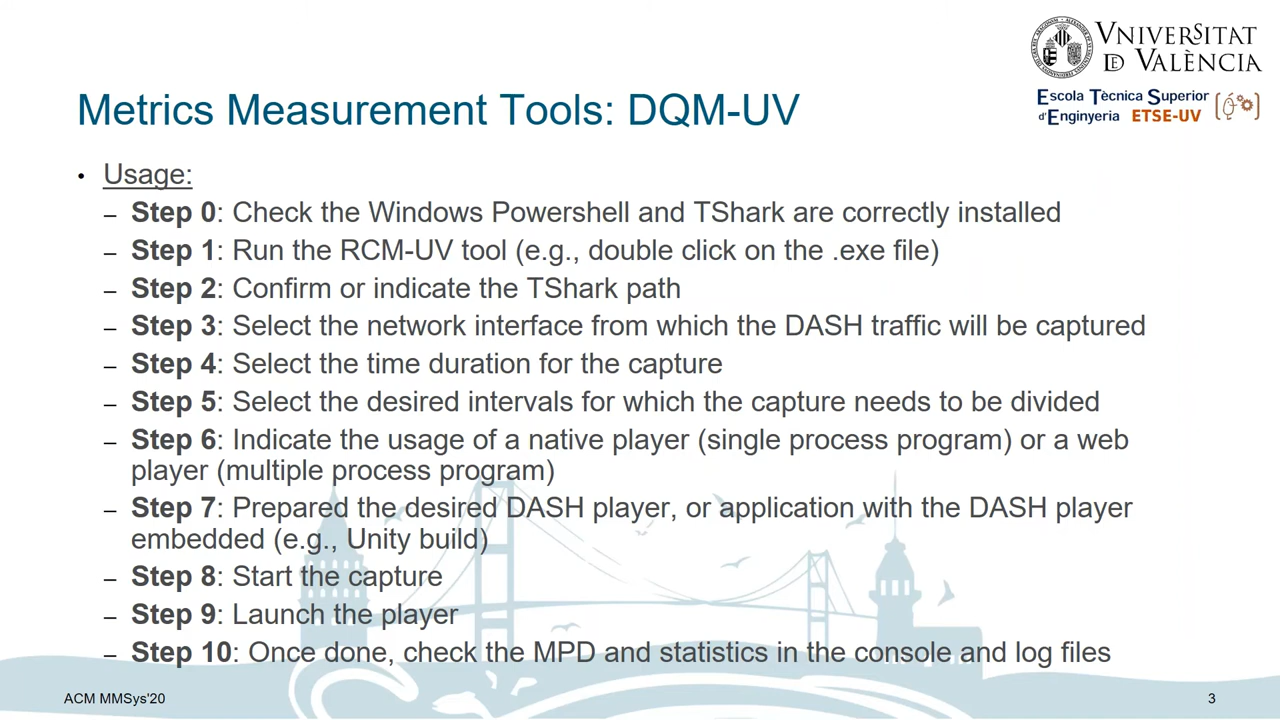 VNIVERSITAT
DE VALÈNCIA
Escola Tècnica Superior
d'Enginyeria ETSE-UV
Metrics Measurement Tools: DQM-UV
• Usage:
– Step 0: Check the Windows Powershell and TShark are correctly installed
– Step 1: Run the RCM-UV tool (e.g., double click on the .exe file)
– Step 2: Confirm or indicate the TShark path
– Step 3: Select the network interface from which the DASH traffic will be captured
– Step 4: Select the time duration for the capture
– Step 5: Select the desired intervals for which the capture needs to be divided
– Step 6: Indicate the usage of a native player (single process program) or a web
player (multiple process program)
– Step 7: Prepared the desired DASH player, or application with the DASH player
embedded (e.g., Unity build)
– Step 8: Start the capture
– Step 9: Launch the player
– Step 10: Once done, check the MPD and statistics in the console and log files
ACM MMSys'20
3